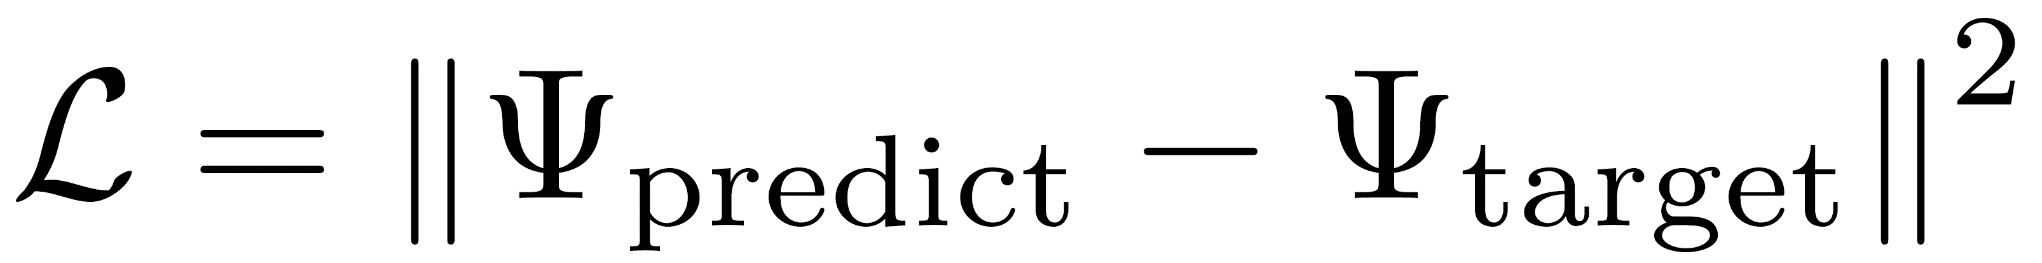 ℒ = ‖Ψ_predict − Ψ_target‖²